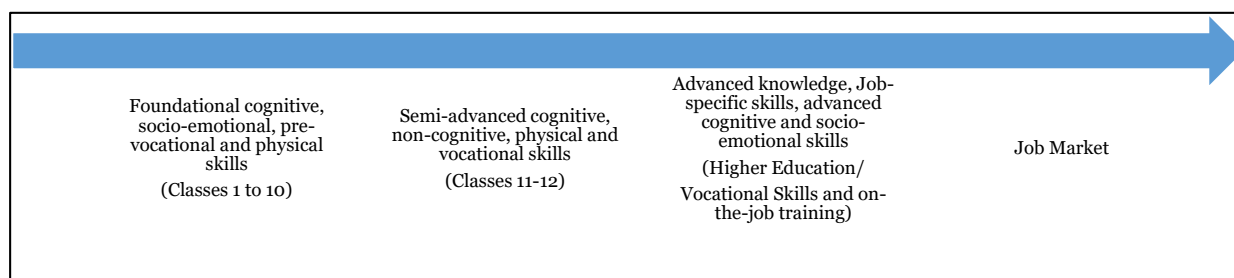 Foundational cognitive,
socio-emotional, pre-
vocational and physical
skills
(Classes 1 to 10)
Semi-advanced cognitive,
non-cognitive, physical and
vocational skills
(Classes 11-12)
Advanced knowledge, Job-
specific skills, advanced
cognitive and socio-
emotional skills
(Higher Education/
Vocational Skills and on-
the-job training)
Job Market